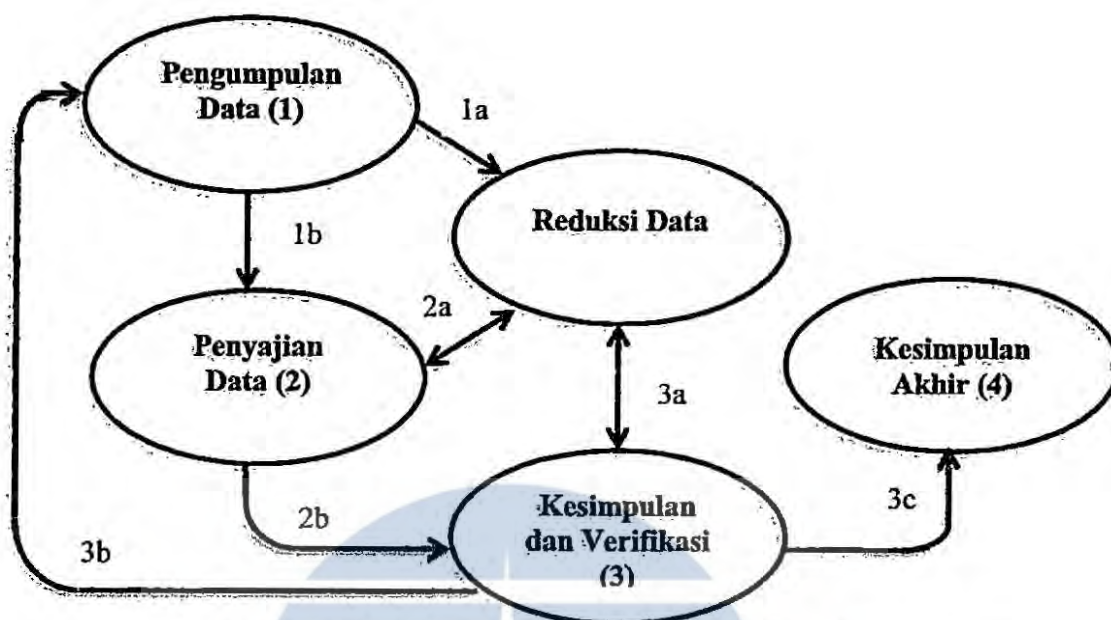 Pengumpulan
Data (1)
1a
Reduksi Data
1b
2a
Penyajian
Data (2)
Kesimpulan
Akhir (4)
3a
Kesimpulan
dan Verifikasi
(3)
2b
3c
3b